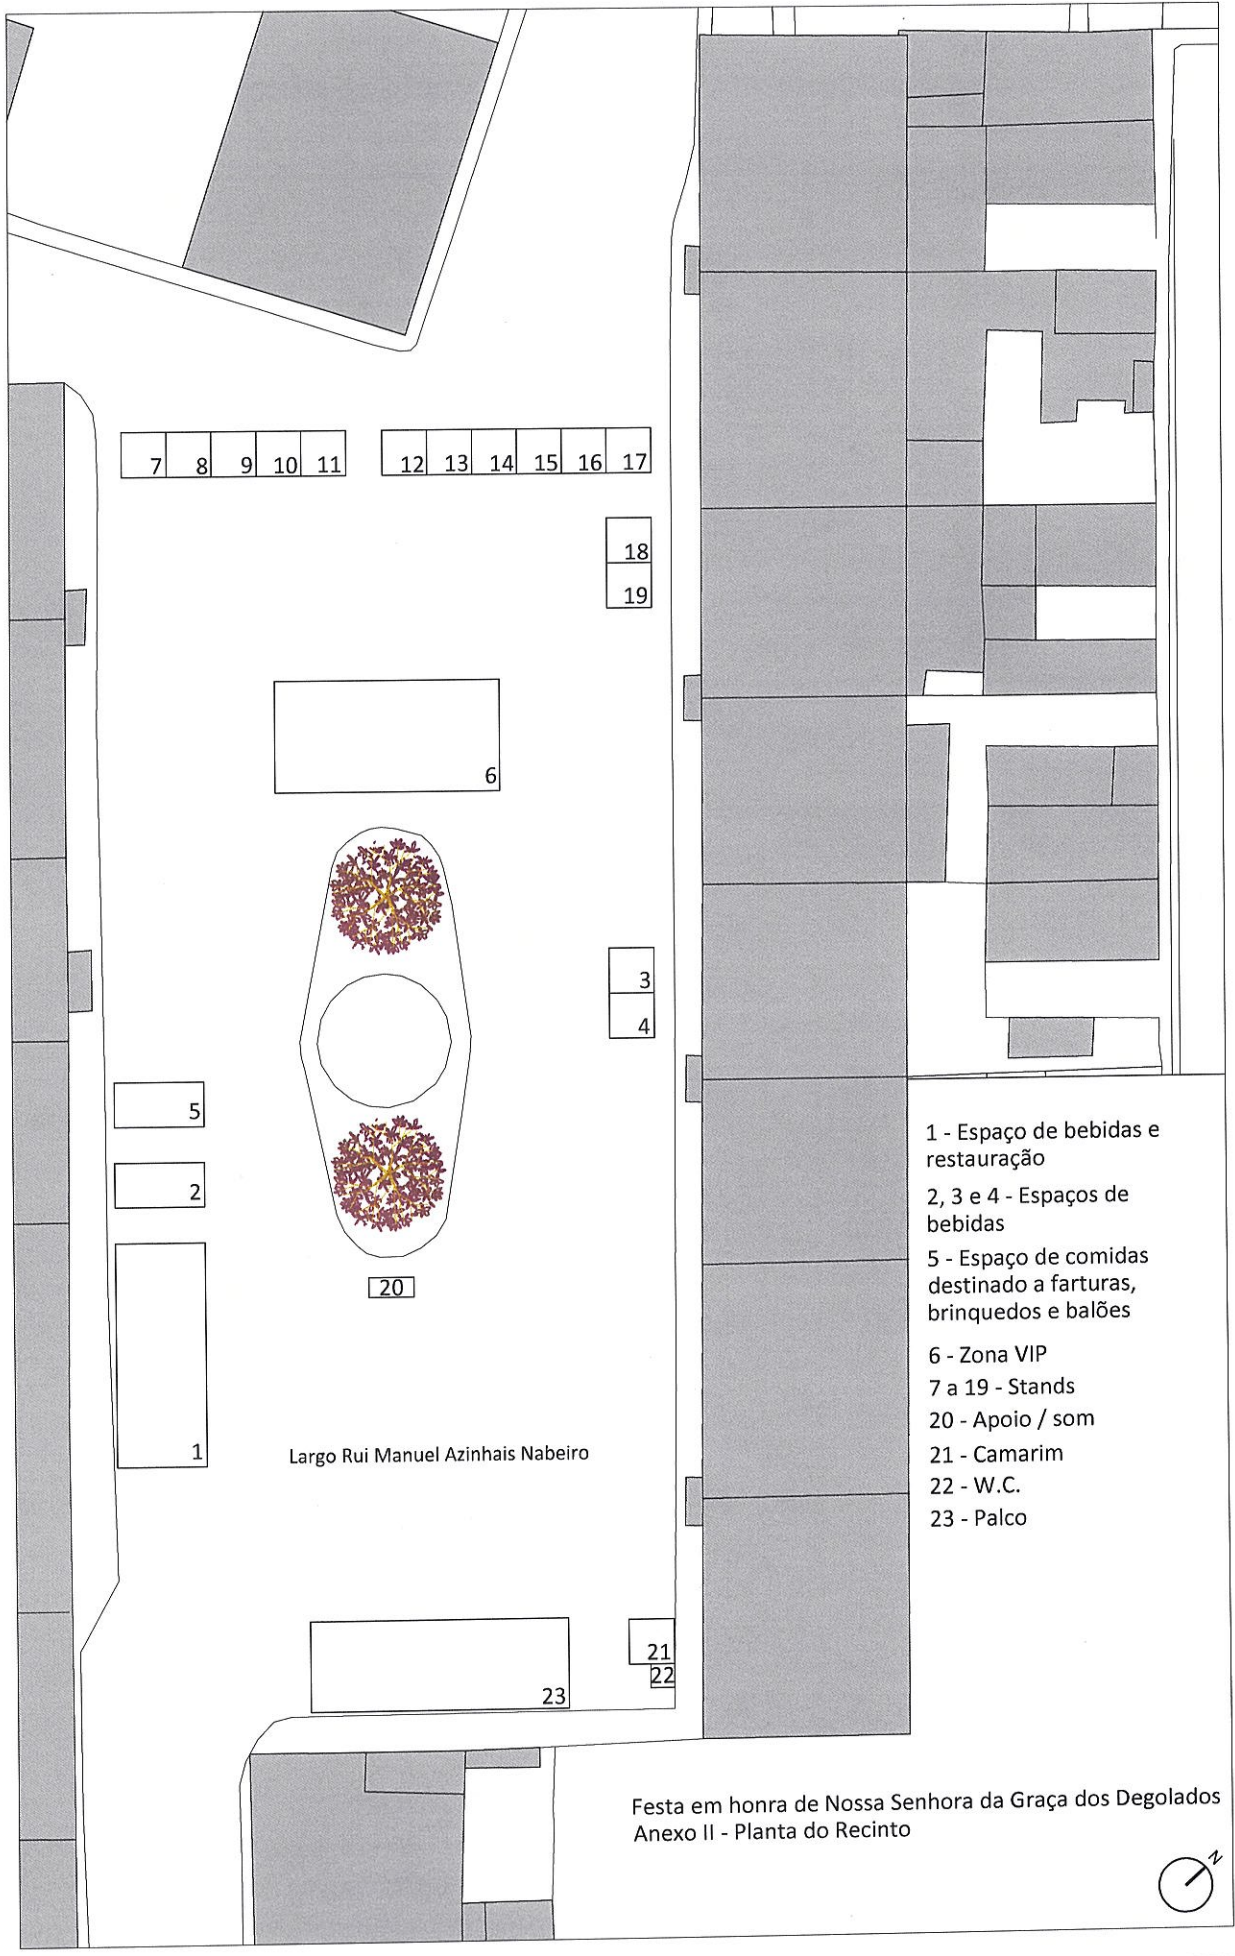 7 8 9 10 11 12 13 14 15 16 17
18
19
6
3
4
5
2
20
1
Largo Rui Manuel Azinhais Nabeiro
21
22
23
1 - Espaço de bebidas e
restauração
2, 3 e 4 - Espaços de
bebidas
5 - Espaço de comidas
destinado a farturas,
brinquedos e balões
6 - Zona VIP
7 a 19 - Stands
20 - Apoio / som
21 - Camarim
22 - W.C.
23 - Palco
Festa em honra de Nossa Senhora da Graça dos Degolados
Anexo II - Planta do Recinto
N